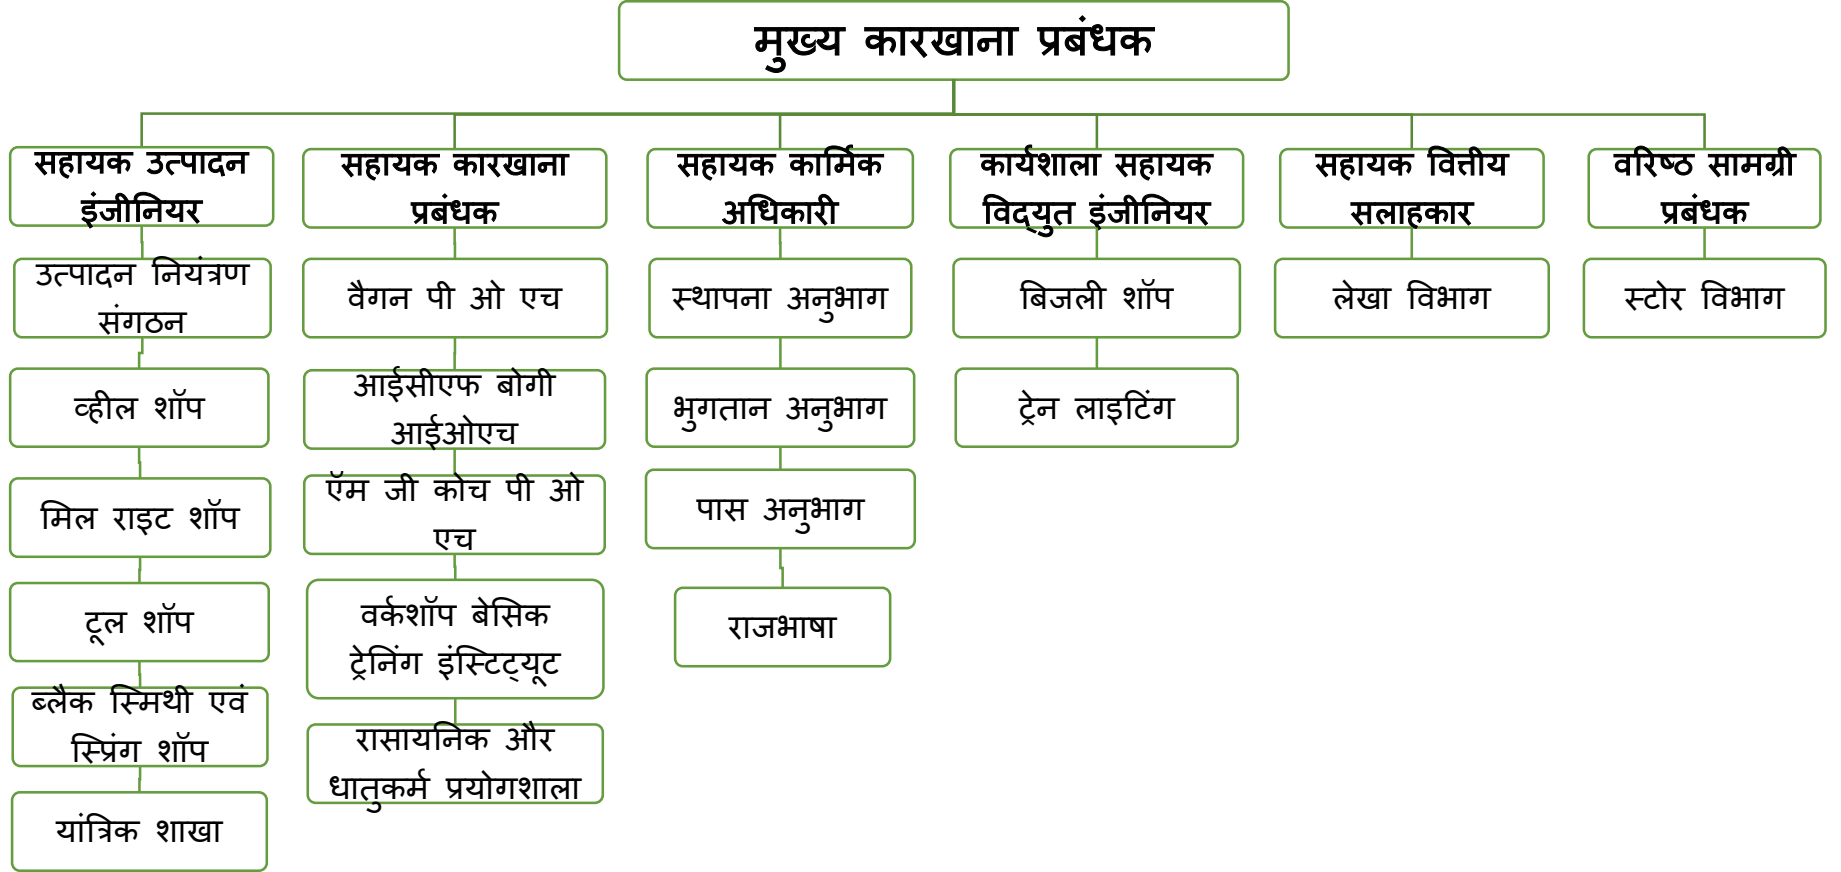 मुख्य कारखाना प्रबंधक
सहायक उत्पादन
इंजीनियर
सहायक कारखाना
प्रबंधक
सहायक कार्मिक
अधिकारी
कार्यशाला सहायक
विद्युत इंजीनियर
सहायक वित्तीय
सलाहकार
वरिष्ठ सामग्री
प्रबंधक
उत्पादन नियंत्रण
संगठन
व्हील शॉप
मिल राइट शॉप
टूल शॉप
ब्लैक स्मिथी एवं
स्प्रिंग शॉप
यांत्रिक शाखा
वैगन पी ओ एच
आईसीएफ बोगी
आईओएच
ऍम जी कोच पी ओ
एच
वर्कशॉप बेसिक
ट्रेनिंग इंस्टिट्यूट
रासायनिक और
धातुकर्म प्रयोगशाला
स्थापना अनुभाग
भुगतान अनुभाग
पास अनुभाग
राजभाषा
बिजली शॉप
ट्रेन लाइटिंग
लेखा विभाग
स्टोर विभाग